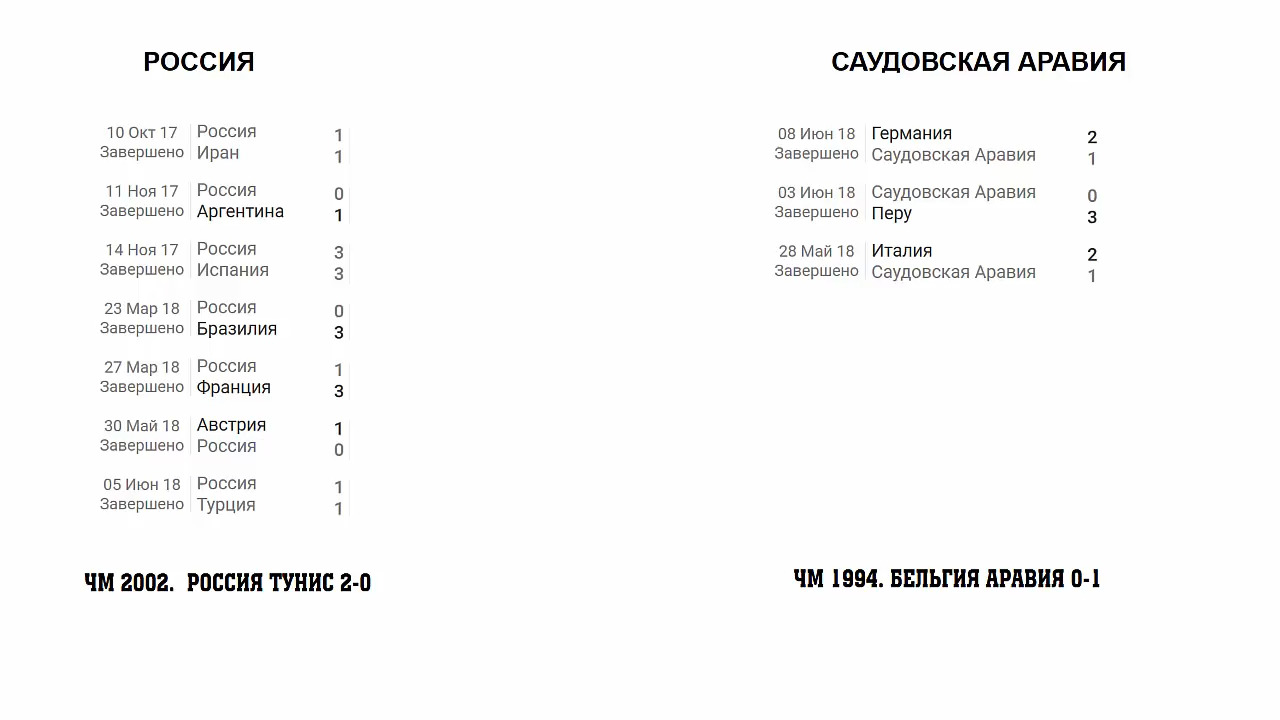 РОССИЯ
10 Окт 17 Россия 1
Завершено Иран 1
11 Ноя 17 Россия 0
Завершено Аргентина 1
14 Ноя 17 Россия 3
Завершено Испания 3
23 Мар 18 Россия 0
Завершено Бразилия 3
27 Мар 18 Россия 1
Завершено Франция 3
30 Май 18 Австрия 1
Завершено Россия 0
05 Июн 18 Россия 1
Завершено Турция 1
ЧМ 2002. РОССИЯ ТУНИС 2-0
САУДОВСКАЯ АРАВИЯ
08 Июн 18 Германия 2
Завершено Саудовская Аравия 1
03 Июн 18 Саудовская Аравия 0
Завершено Перу 3
28 Май 18 Италия 2
Завершено Саудовская Аравия 1
ЧМ 1994. БЕЛЬГИЯ АРАВИЯ 0-1